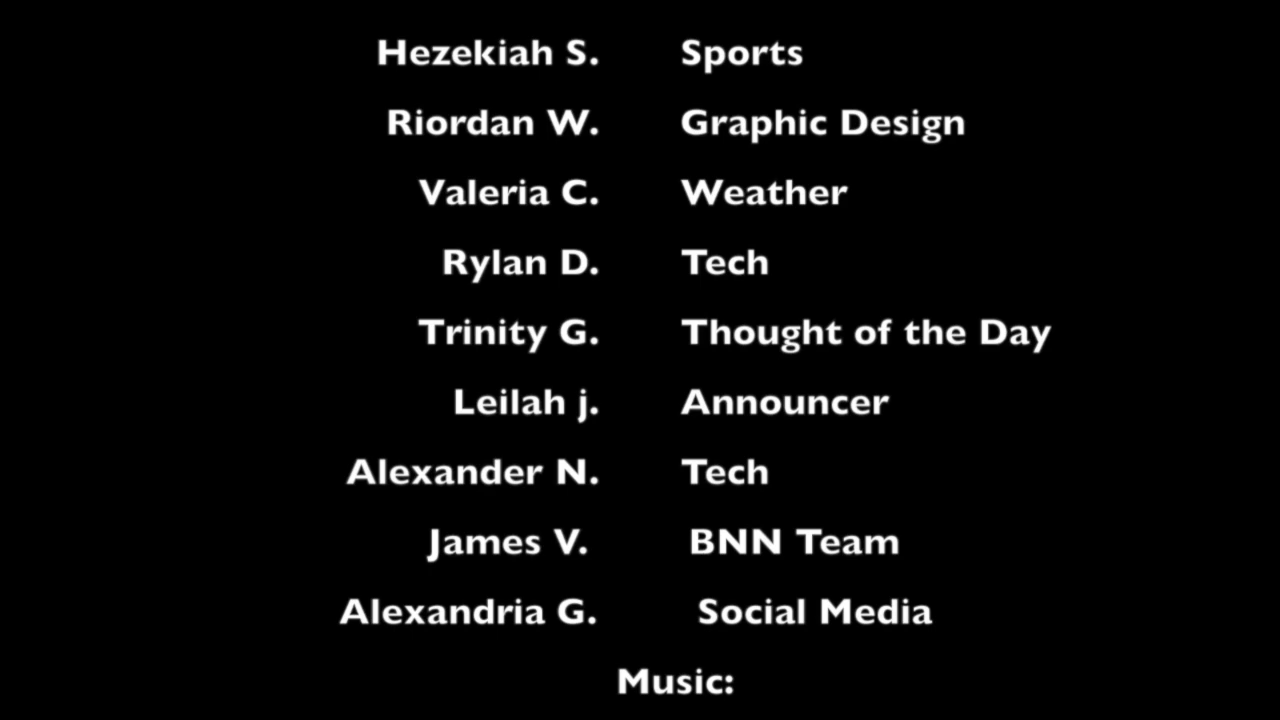 Hezekiah S. Sports
Riordan W. Graphic Design
Valeria C. Weather
Rylan D. Tech
Trinity G. Thought of the Day
Leilah j. Announcer
Alexander N. Tech
James V. BNN Team
Alexandria G. Social Media
Music: